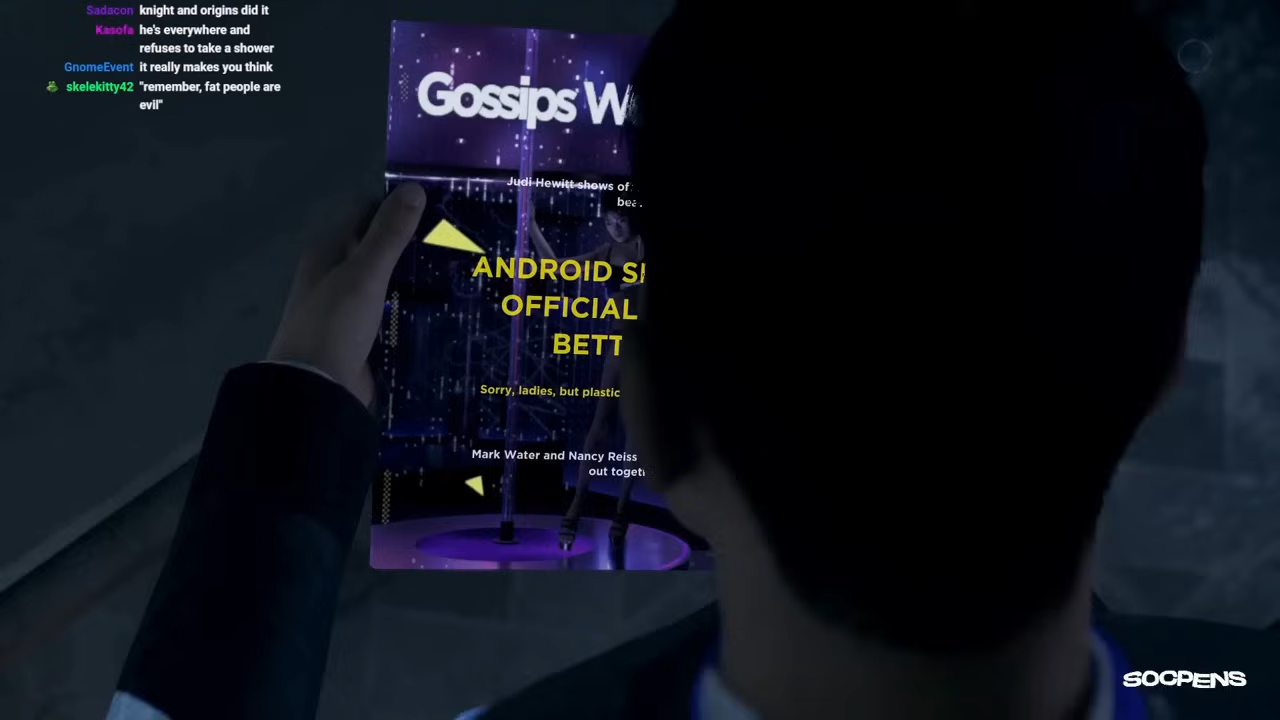 Sadacon knight and origins did it
Kasofa he's everywhere and
refuses to take a shower
GnomeEvent it really makes you think
skelekitty42 "remember, fat people are
evil"
Gossips
Judi Hewitt shows of
ANDROID
OFFICIAL
Sorry, ladies, but plastic
Mark Water and Nancy Reiss
out
SOCPENS